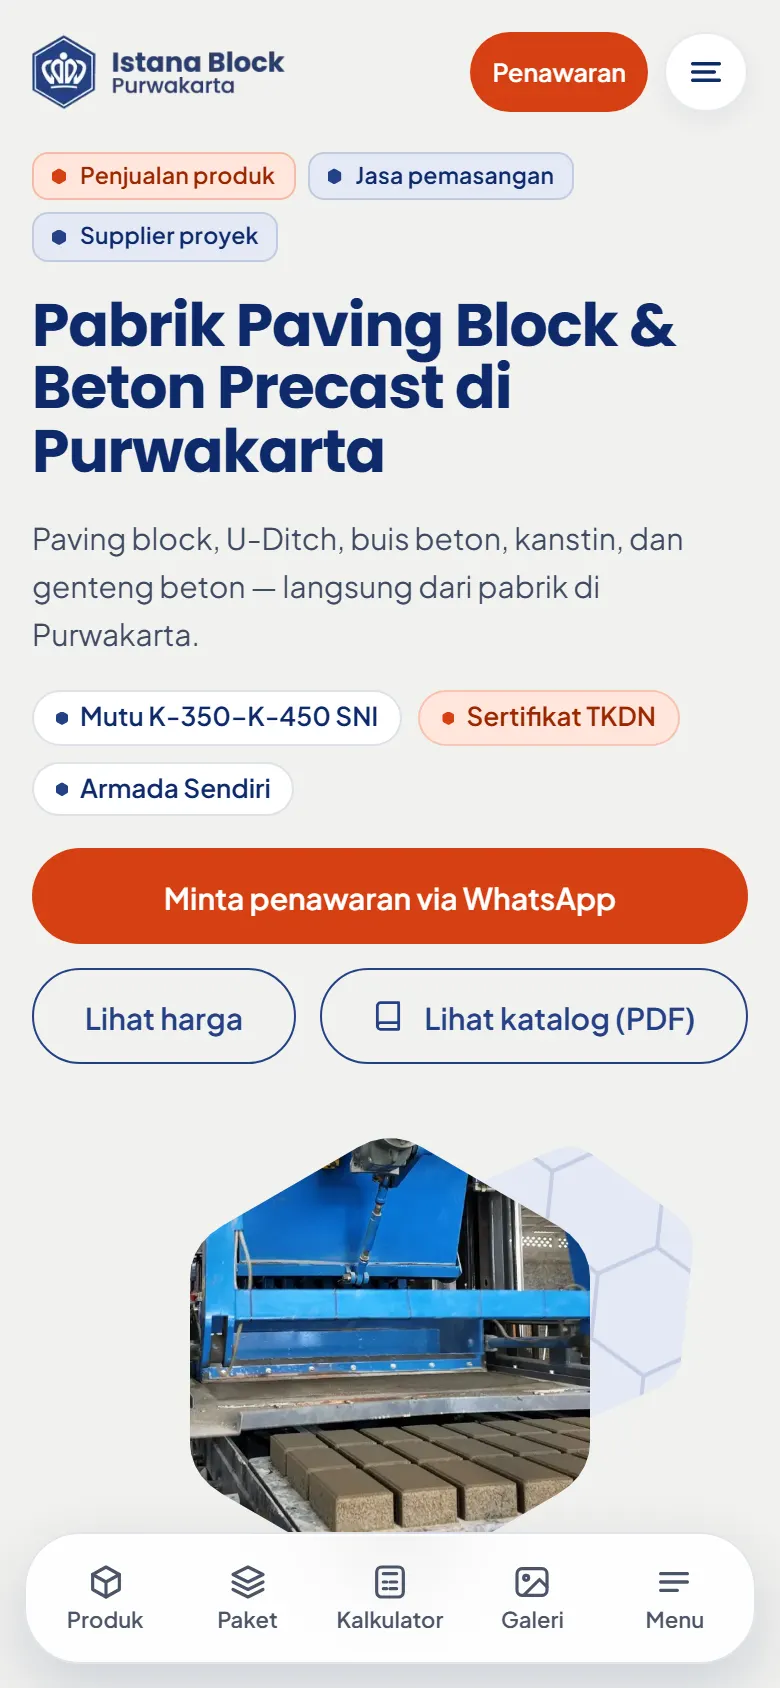 Istana Block
Purwakarta
Penawaran
Penjualan produk
Jasa pemasangan
Supplier proyek
Pabrik Paving Block &
Beton Precast di
Purwakarta
Paving block, U-Ditch, buis beton, kanstin, dan
genteng beton — langsung dari pabrik di
Purwakarta.
Mutu K-350–K-450 SNI
Sertifikat TKDN
Armada Sendiri
Minta penawaran via WhatsApp
Lihat harga
Lihat katalog (PDF)
Produk
Paket
Kalkulator
Galeri
Menu